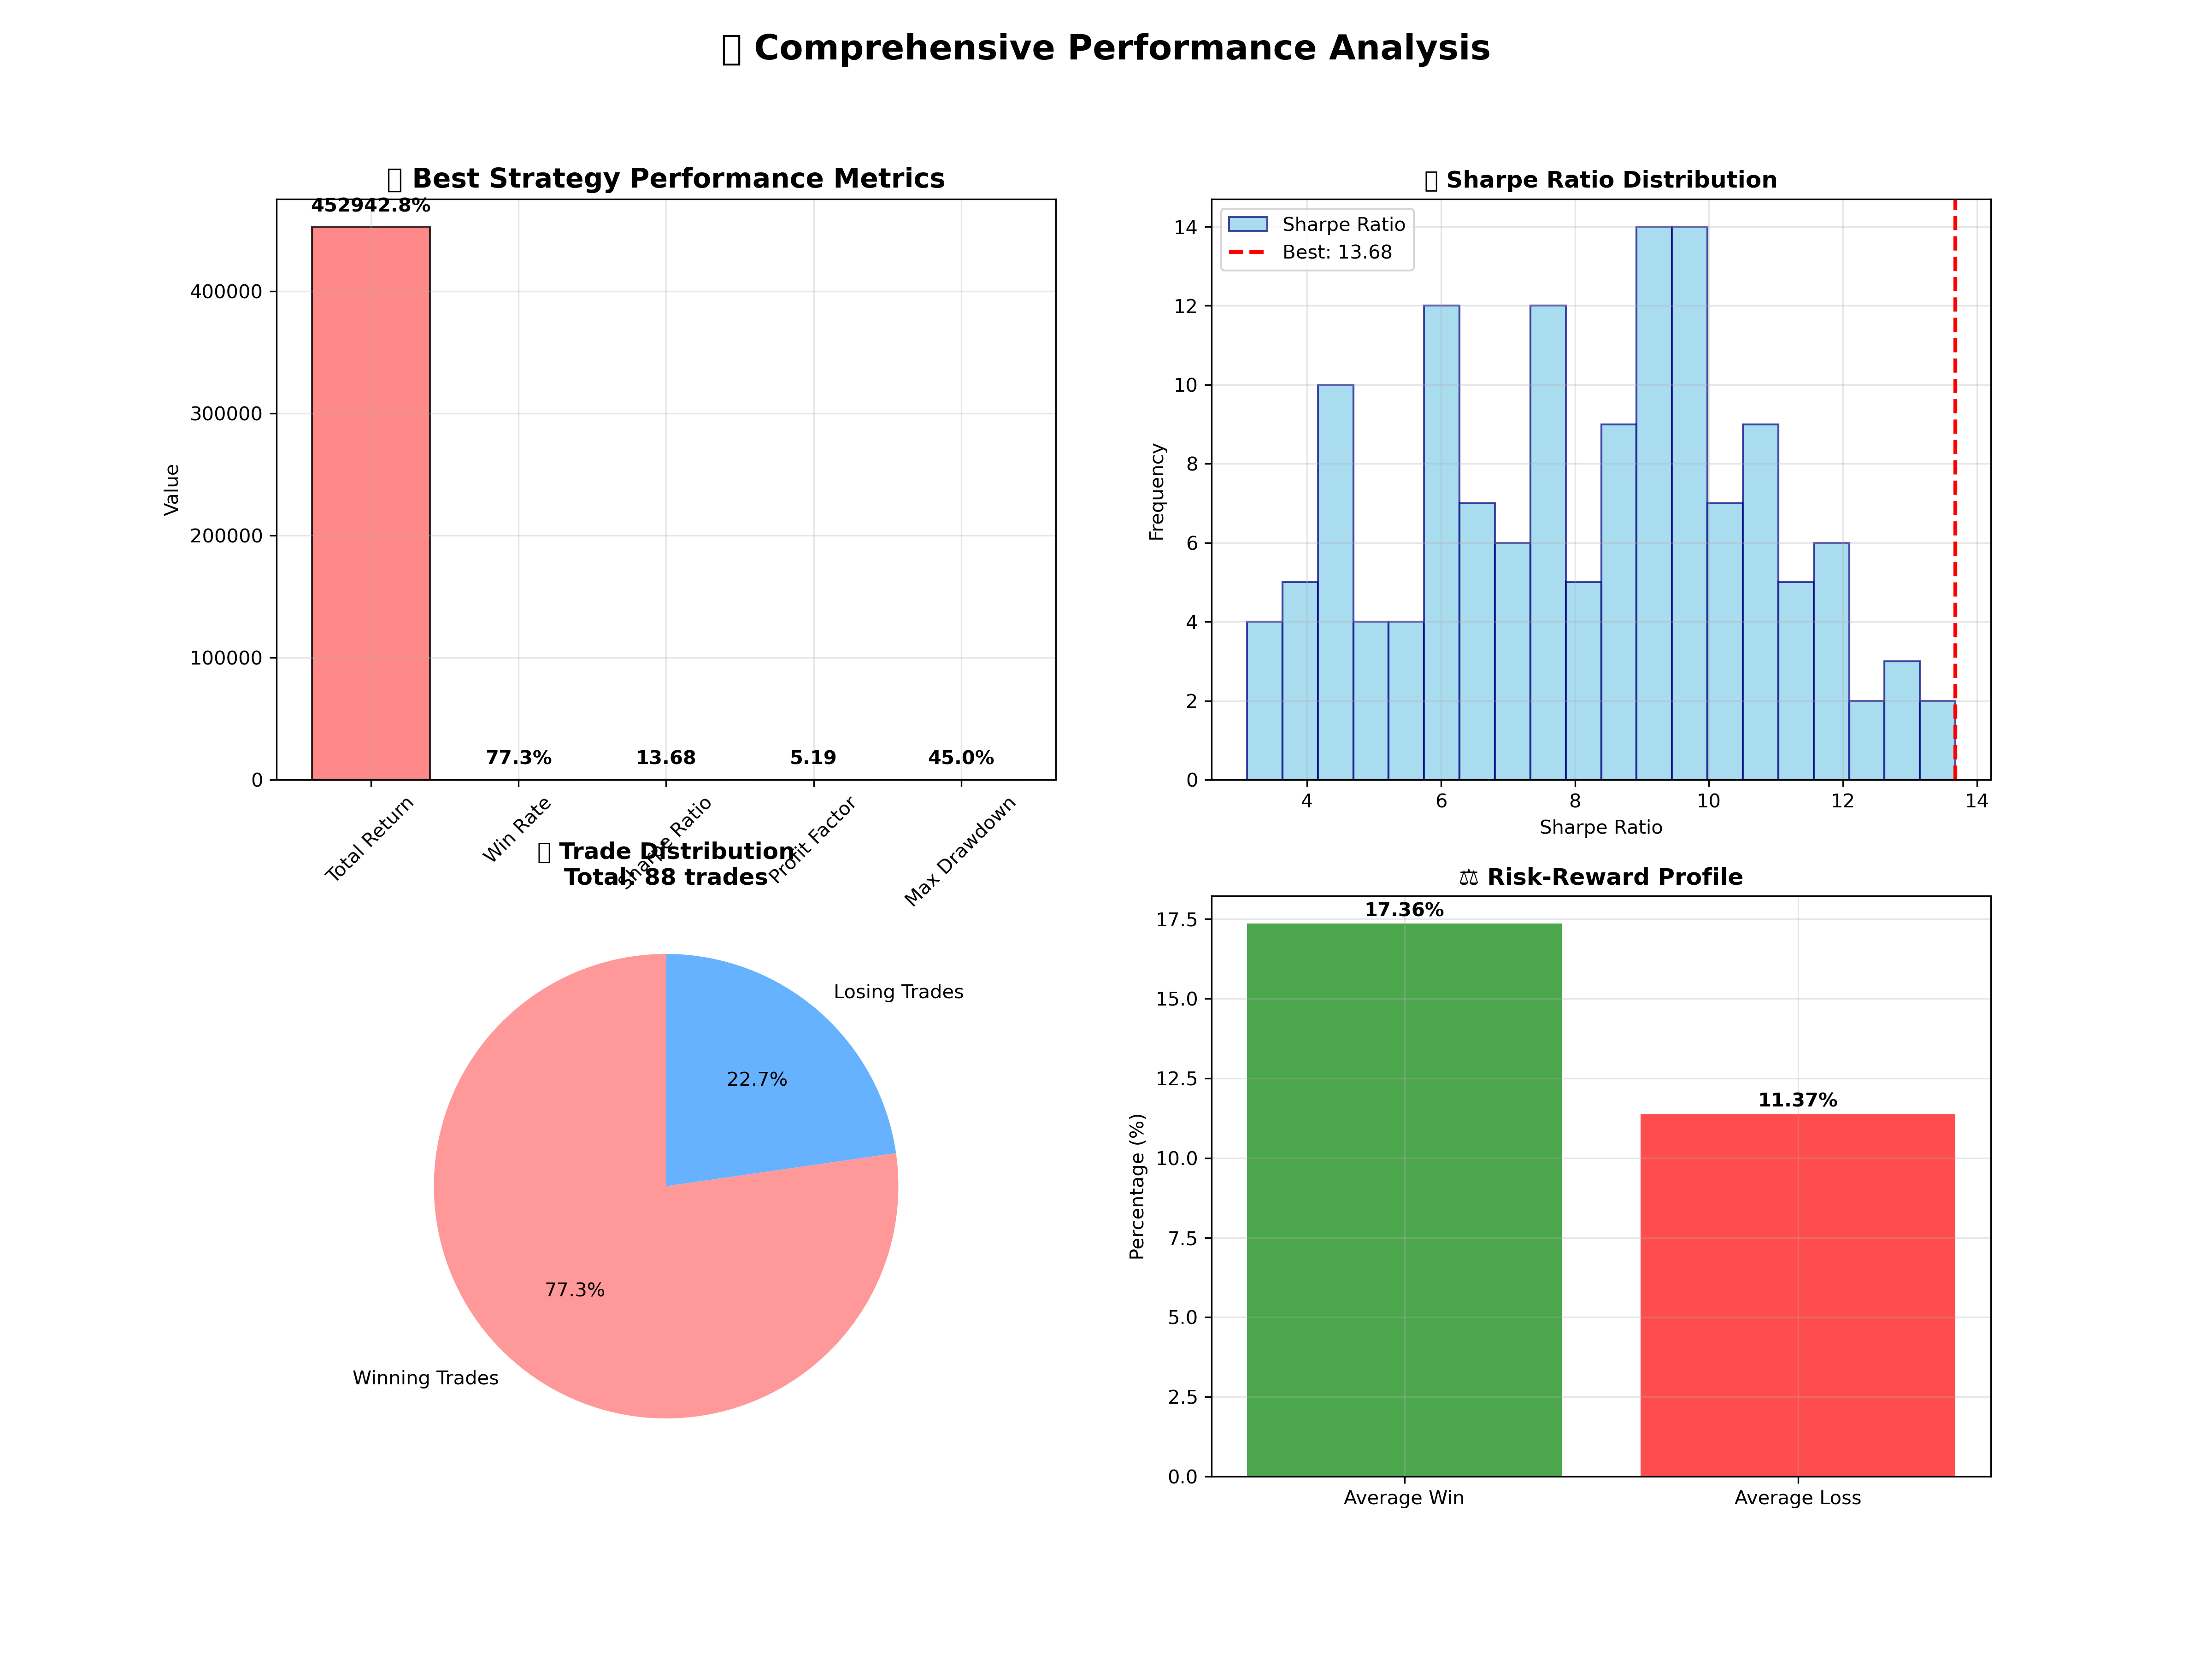 Comprehensive Performance Analysis
Best Strategy Performance Metrics
452942.8%
77.3%
13.68
5.19
45.0%
400000
300000
200000
100000
0
Value
Total Return
Win Rate
Sharpe Ratio
Profit Factor
Max Drawdown
Sharpe Ratio Distribution
Sharpe Ratio
Best: 13.68
14
12
10
8
6
4
2
0
Frequency
4
6
8
10
12
14
Sharpe Ratio
Trade Distribution
Total: 88 trades
Losing Trades
22.7%
77.3%
Winning Trades
⚖ Risk-Reward Profile
17.36%
11.37%
17.5
15.0
12.5
10.0
7.5
5.0
2.5
0.0
Percentage (%)
Average Win
Average Loss